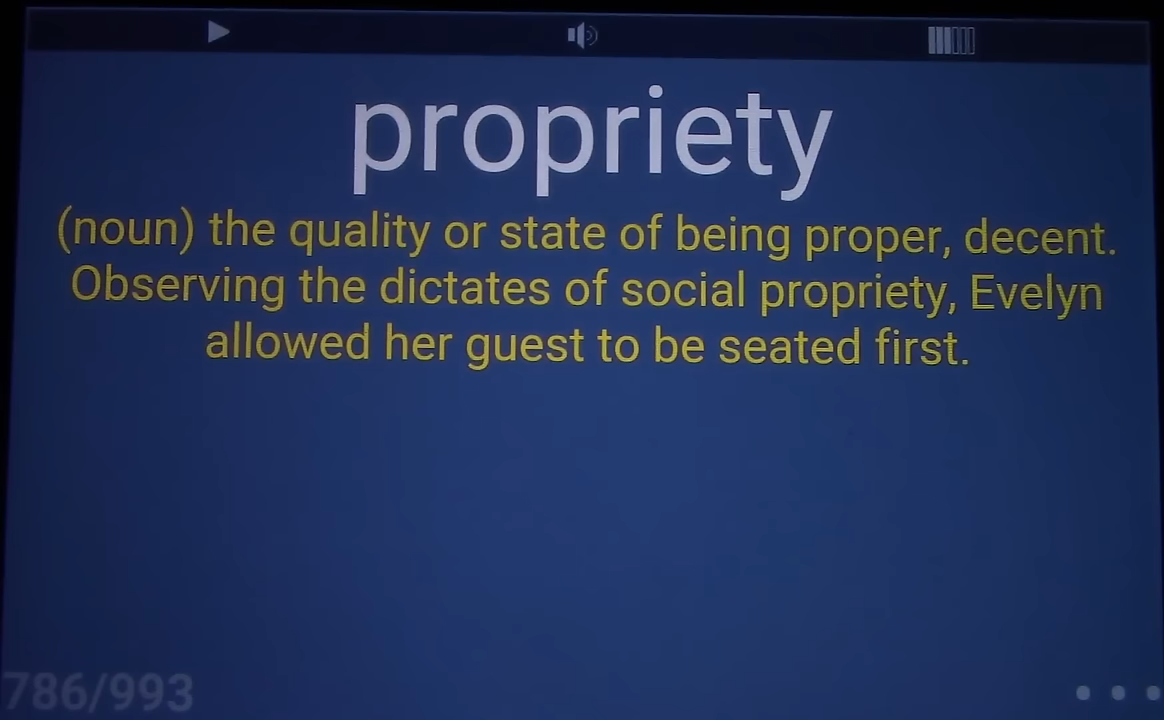 propriety
(noun) the quality or state of being proper, decent.
Observing the dictates of social propriety, Evelyn
allowed her guest to be seated first.
786/993